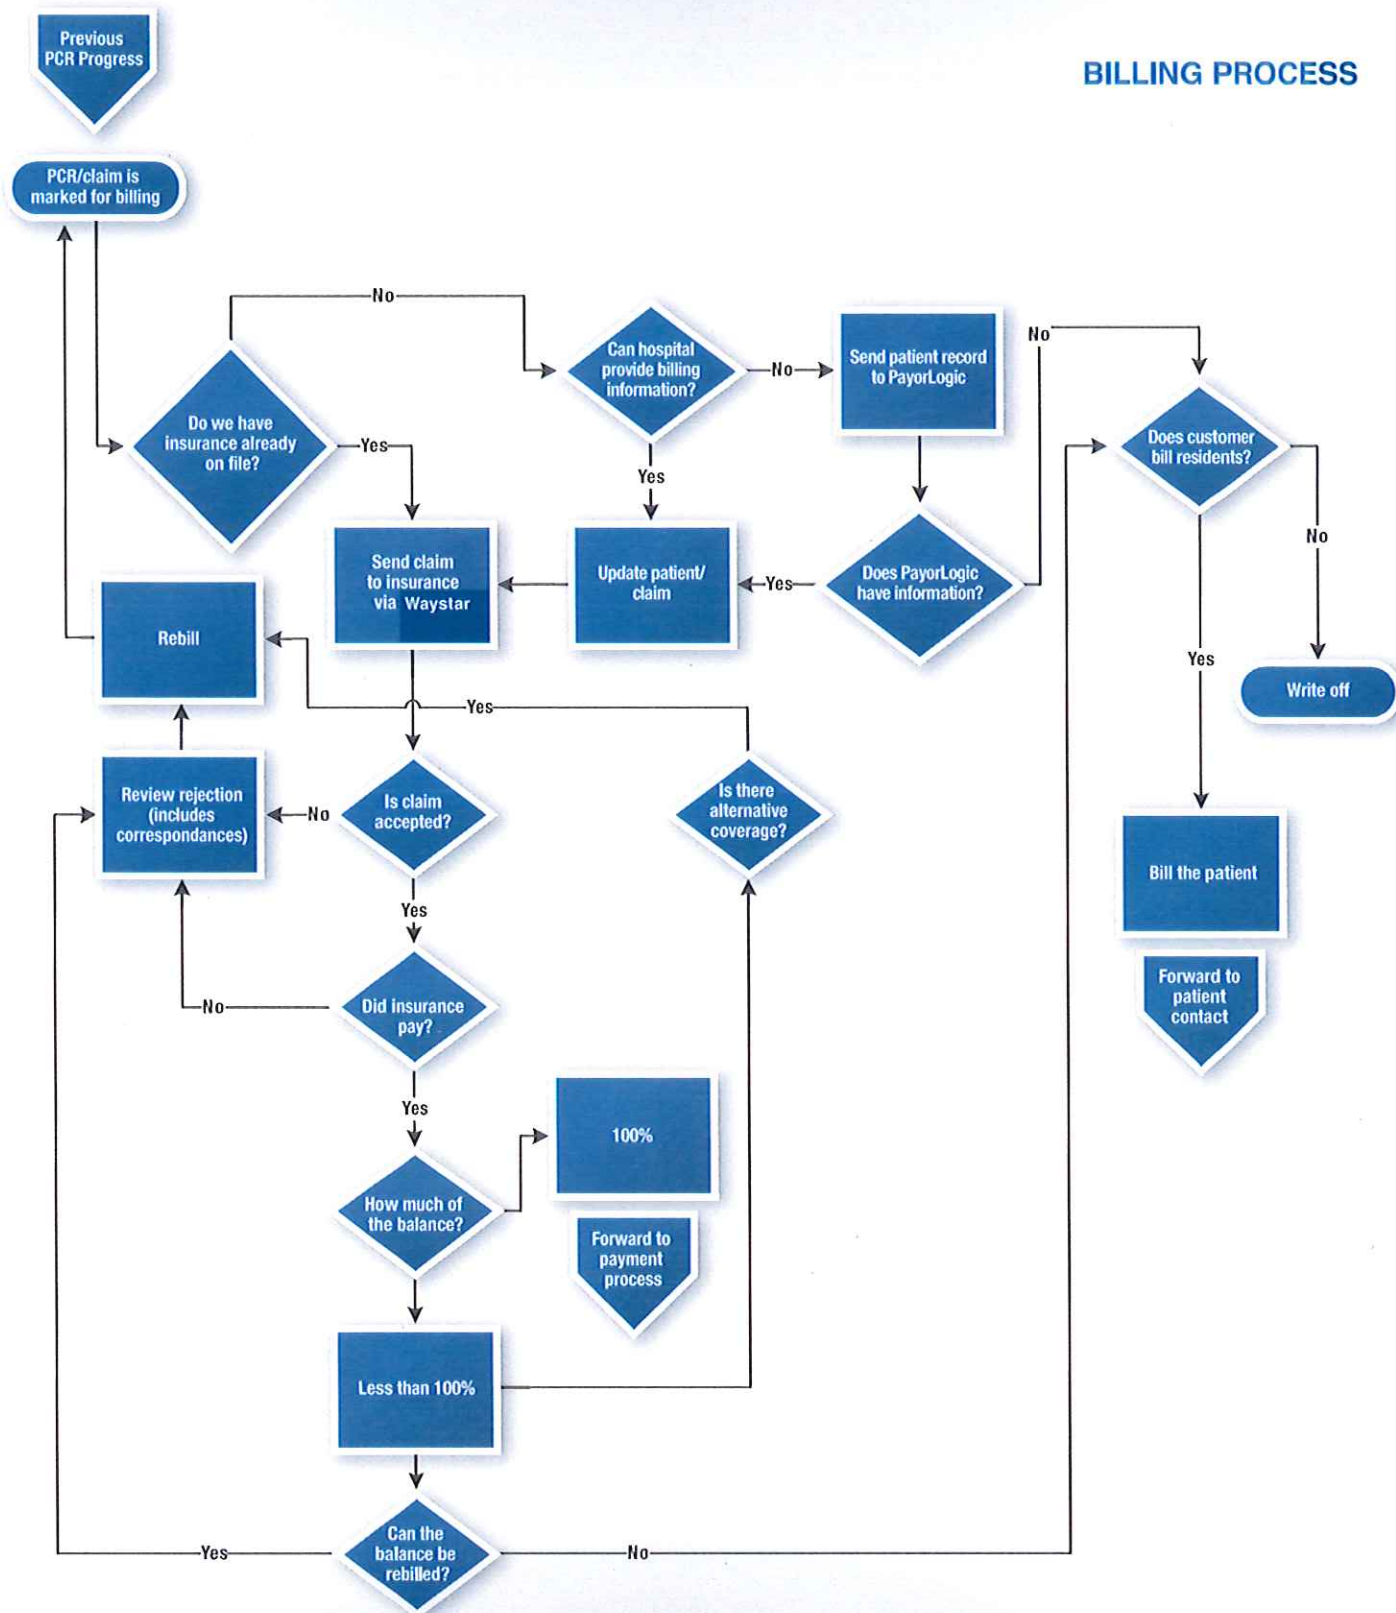 Previous
PCR Progress
BILLING PROCESS
PCR/claim is
marked for billing
No
Can hospital
provide billing
information?
No
Send patient record
to PayorLogic
No
Do we have
insurance already
on file?
Yes
Does customer
bill residents?
Yes
No
Send claim
to insurance
via Waystar
Update patient/
claim
Yes
Does PayorLogic
have information?
Rebill
Yes
Write off
Yes
Review rejection
(includes
correspondances)
No
Is claim
accepted?
Is there
alternative
coverage?
Bill the patient
Yes
Forward to
patient
contact
No
Did insurance
pay?
Yes
100%
How much of
the balance?
Forward to
payment
process
Less than 100%
Yes
Can the
balance be
rebilled?
No